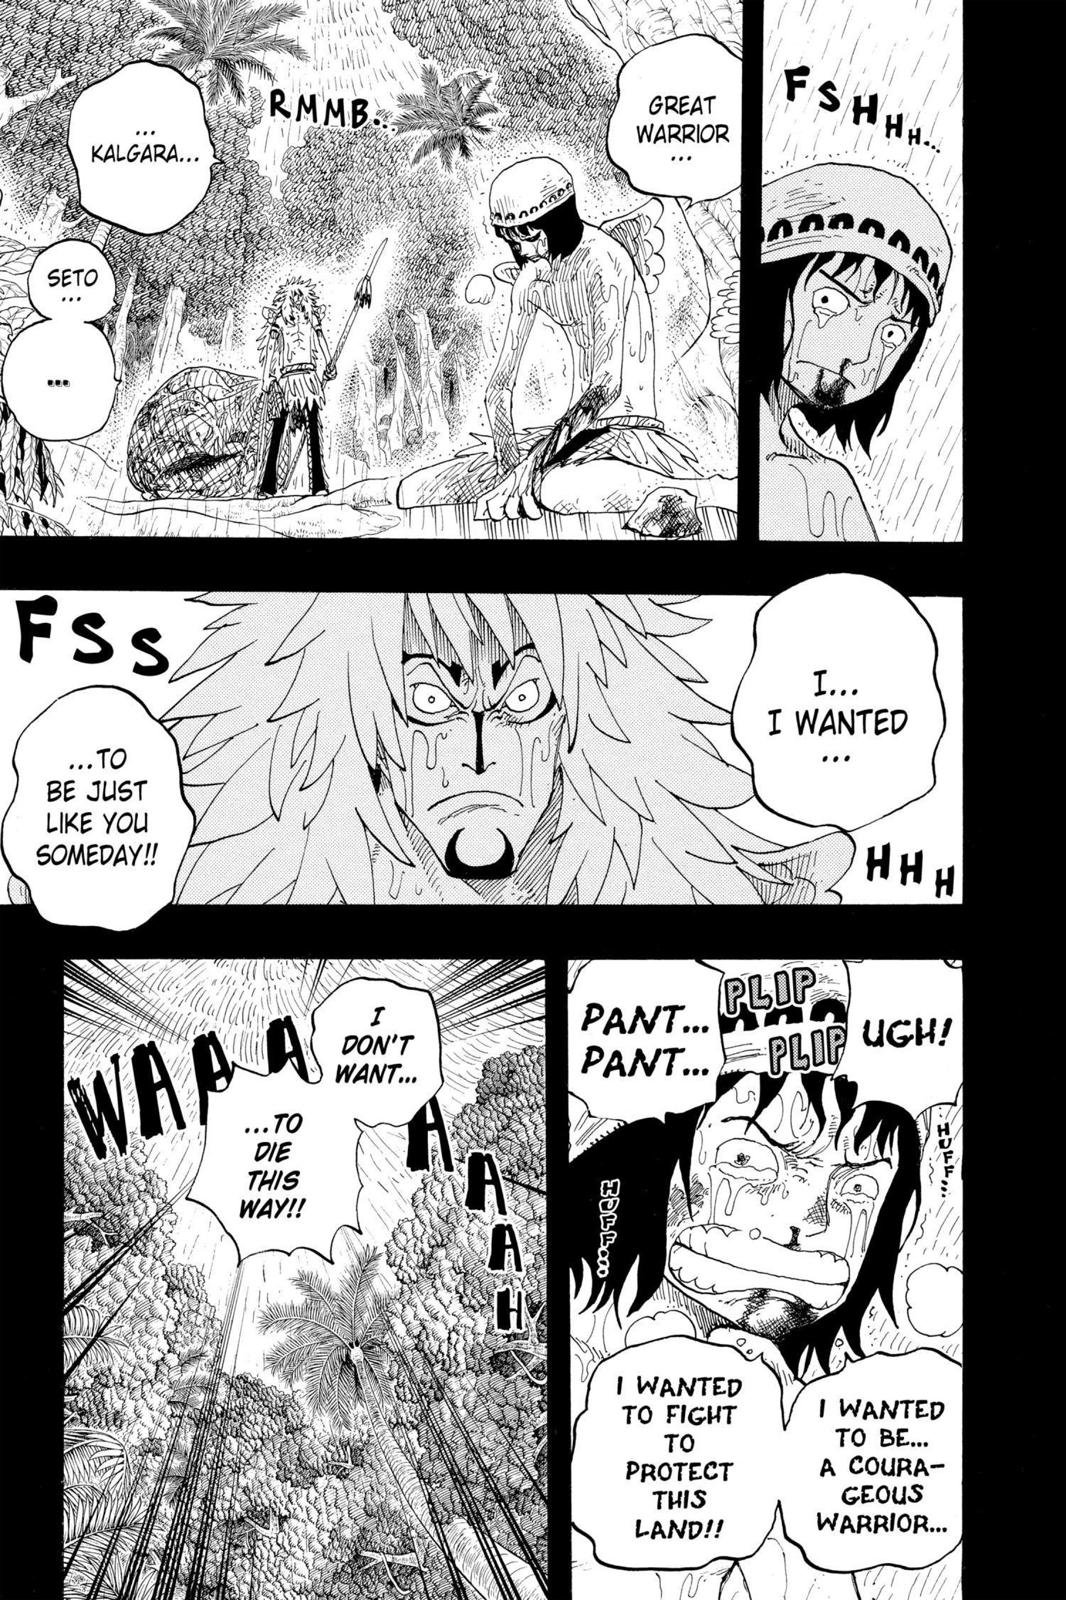 FSHHH...
GREAT
WARRIOR
...
RMMB...
...
KALGARA...
SETO
...
...
I...
I WANTED
...
HHH
FSS
...TO
BE JUST
LIKE YOU
SOMEDAY!!
UGH!
PLIP
PLIP
PANT...
PANT...
HUFF...
HUFF...
I WANTED
TO BE...
A COURA-
GEOUS
WARRIOR...
I WANTED
TO FIGHT
TO
PROTECT
THIS
LAND!!
I
DON'T
WANT...
...TO
DIE
THIS
WAY!!
WAAAAAAH